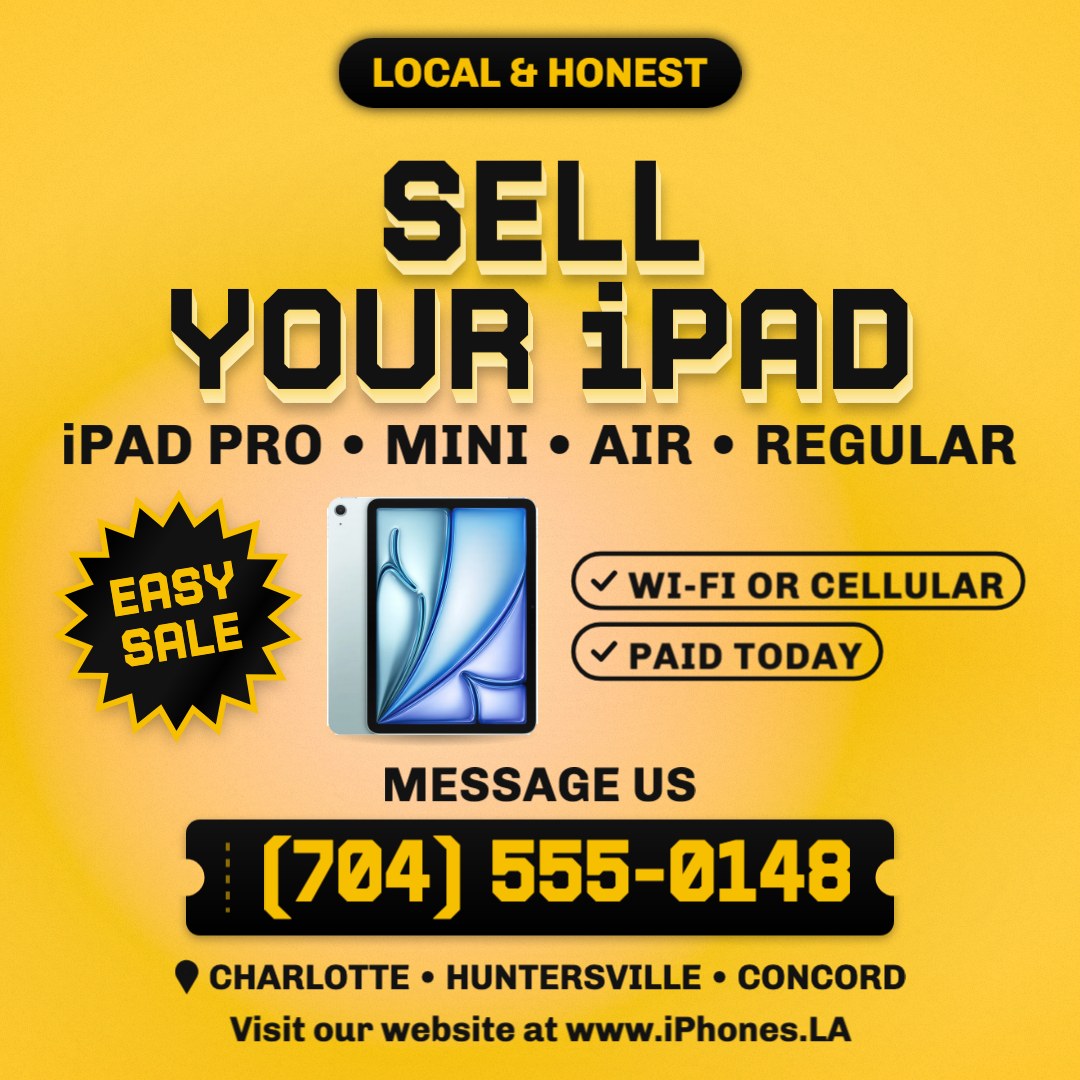 LOCAL & HONEST
SELL
YOUR iPAD
iPAD PRO • MINI • AIR • REGULAR
EASY
SALE
✓ WI-FI OR CELLULAR
✓ PAID TODAY
MESSAGE US
(704) 555-0148
CHARLOTTE • HUNTERSVILLE • CONCORD
Visit our website at www.iPhones.LA